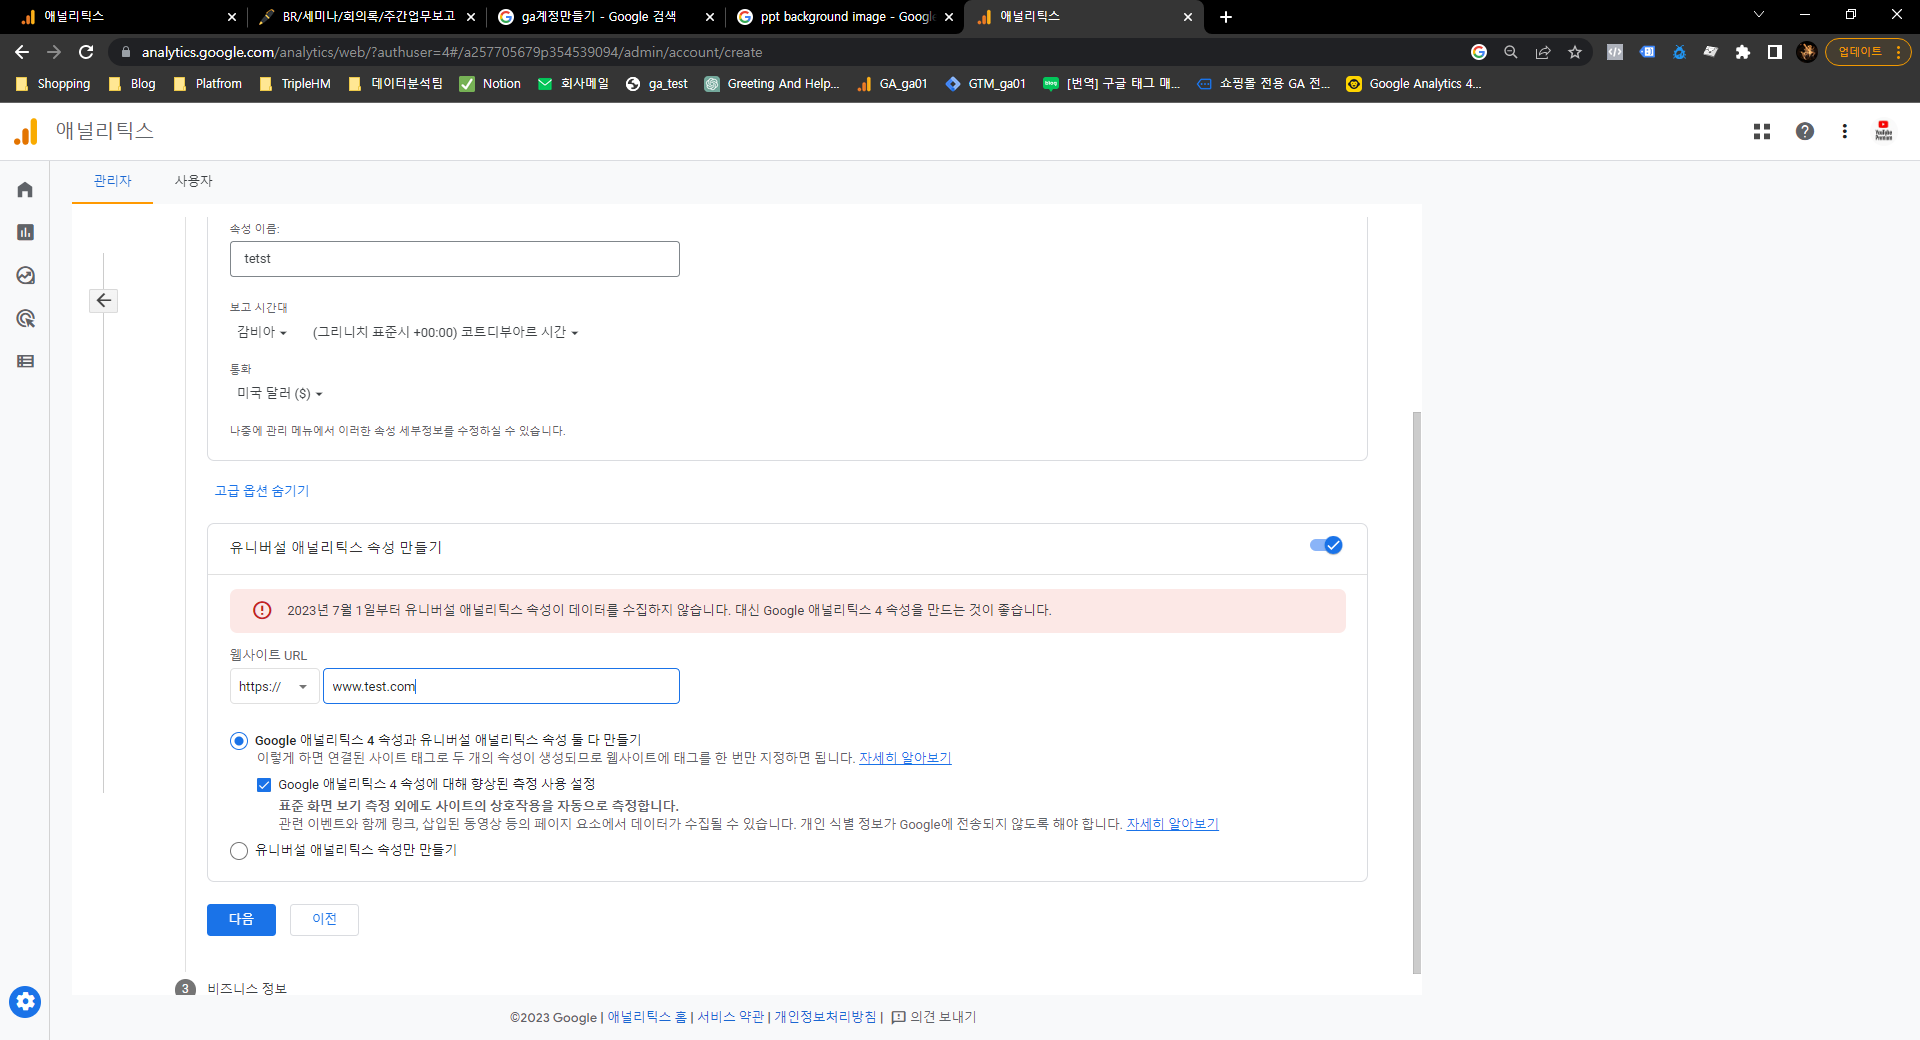 애널리틱스
BR/세미나/회의록/주간업무보고
ga계정만들기 - Google 검색
ppt background image - Google
애널리틱스
analytics.google.com/analytics/web/?authuser=4#/a257705679p354539094/admin/account/create
업데이트
Shopping
Blog
Platfrom
TripleHM
데이터분석팀
Notion
회사메일
ga_test
Greeting And Help...
GA_ga01
GTM_ga01
[번역] 구글 태그 매...
쇼핑몰 전용 GA 전...
Google Analytics 4...
애널리틱스
YouTube
Premium
관리자
사용자
속성 이름:
tetst
보고 시간대
감비아
(그리니치 표준시 +00:00) 코트디부아르 시간
통화
미국 달러 ($)
나중에 관리 메뉴에서 이러한 속성 세부정보를 수정하실 수 있습니다.
고급 옵션 숨기기
유니버설 애널리틱스 속성 만들기
2023년 7월 1일부터 유니버설 애널리틱스 속성이 데이터를 수집하지 않습니다. 대신 Google 애널리틱스 4 속성을 만드는 것이 좋습니다.
웹사이트 URL
https://
www.test.com
Google 애널리틱스 4 속성과 유니버설 애널리틱스 속성 둘 다 만들기
이렇게 하면 연결된 사이트 태그로 두 개의 속성이 생성되므로 웹사이트에 태그를 한 번만 지정하면 됩니다. 자세히 알아보기
Google 애널리틱스 4 속성에 대해 향상된 측정 사용 설정
표준 화면 보기 측정 외에도 사이트의 상호작용을 자동으로 측정합니다.
관련 이벤트와 함께 링크, 삽입된 동영상 등의 페이지 요소에서 데이터가 수집될 수 있습니다. 개인 식별 정보가 Google에 전송되지 않도록 해야 합니다. 자세히 알아보기
유니버설 애널리틱스 속성만 만들기
다음
이전
3 비즈니스 정보
©2023 Google | 애널리틱스 홈 | 서비스 약관 | 개인정보처리방침 | 의견 보내기